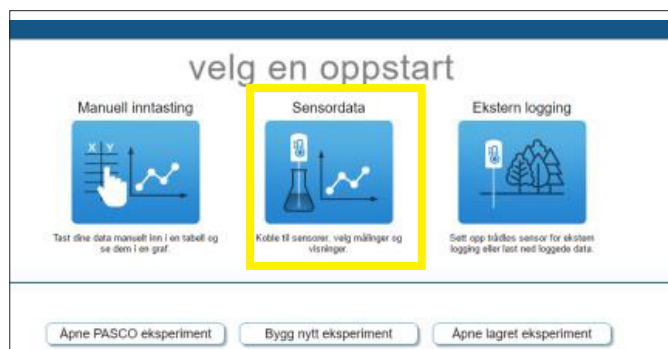 velg en oppstart
Manuell inntasting
Sensordata
Ekstern logging
X Y
Tast dine data manuelt inn i en tabell og
se dem i en graf.
Koble til sensorer, velg målinger og
visninger.
Sett opp trådløs sensor for ekstern
logging eller last ned loggede data.
Åpne PASCO eksperiment
Bygg nytt eksperiment
Åpne lagret eksperiment